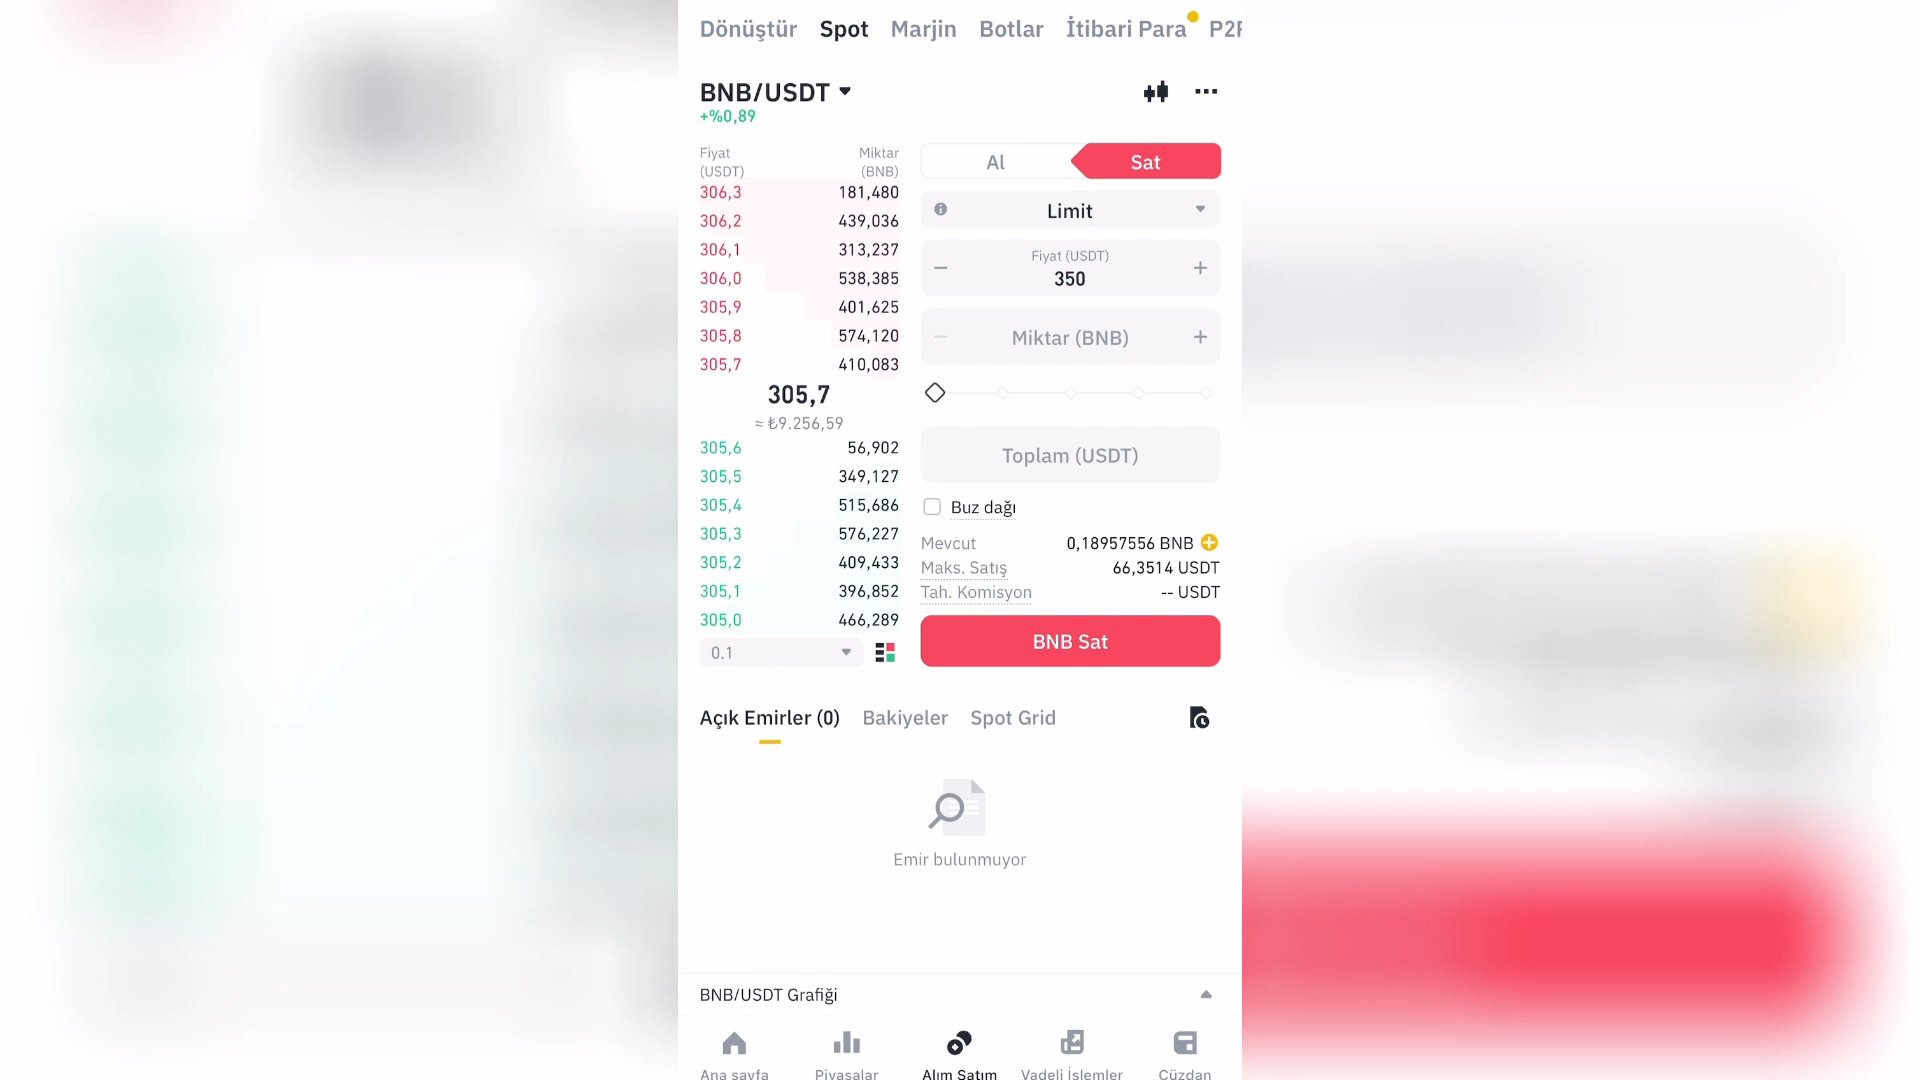 Dönüştür Spot Marjin Botlar İtibari Para
BNB/USDT
+%0,89
Fiyat (USDT) Miktar (BNB)
306,3 181,480
306,2 439,036
306,1 313,237
306,0 538,385
305,9 401,625
305,8 574,120
305,7 410,083
305,7
≈ ₺9.256,59
305,6 56,902
305,5 349,127
305,4 515,686
305,3 576,227
305,2 409,433
305,1 396,852
305,0 466,289
0.1
Al Sat
Limit
Fiyat (USDT)
350
Miktar (BNB)
Toplam (USDT)
Buz dağı
Mevcut 0,18957556 BNB
Maks. Satış 66,3514 USDT
Tah. Komisyon -- USDT
BNB Sat
Açık Emirler (0) Bakiyeler Spot Grid
Emir bulunmuyor
BNB/USDT Grafiği
Ana sayfa Piyasalar Alım Satım Vadeli İşlemler Cüzdan